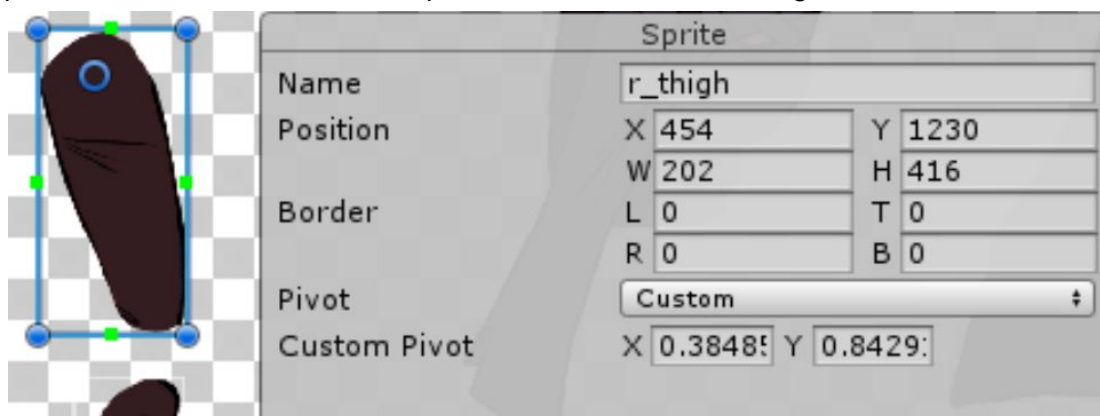 Sprite
Name r_thigh
Position X 454 Y 1230
W 202 H 416
Border L 0 T 0
R 0 B 0
Pivot Custom
Custom Pivot X 0.3848 Y 0.8429